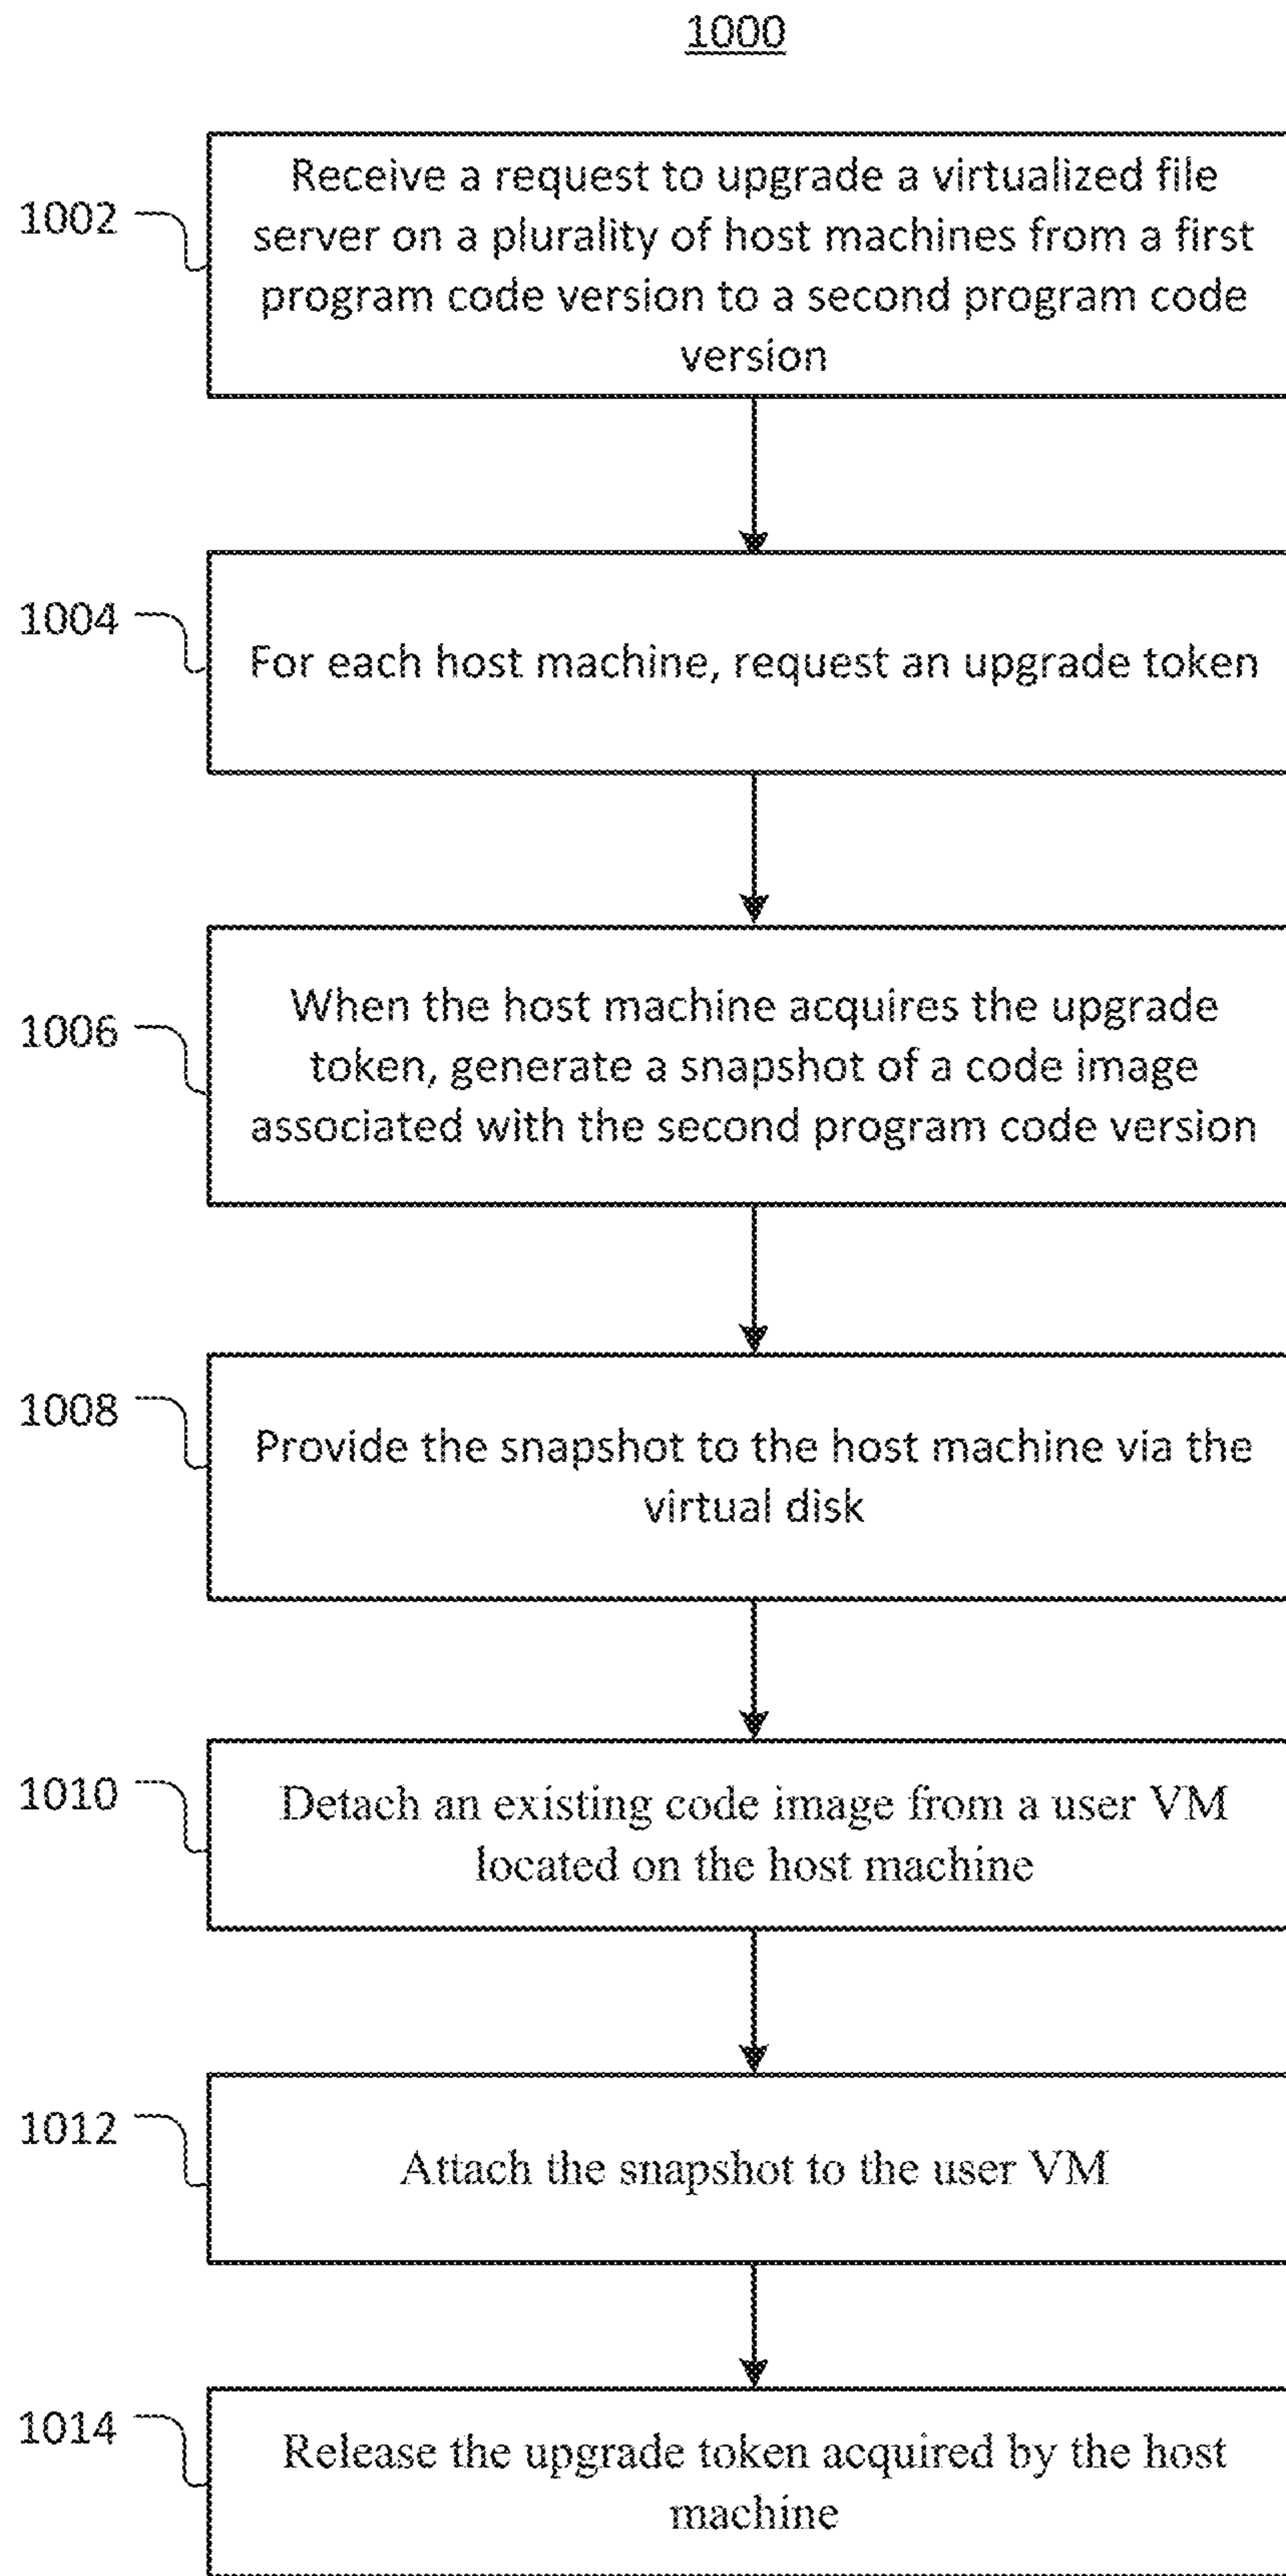 1000
1002
Receive a request to upgrade a virtualized file
server on a plurality of host machines from a first
program code version to a second program code
version
1004
For each host machine, request an upgrade token
1006
When the host machine acquires the upgrade
token, generate a snapshot of a code image
associated with the second program code version
1008
Provide the snapshot to the host machine via the
virtual disk
1010
Detach an existing code image from a user VM
located on the host machine
1012
Attach the snapshot to the user VM
1014
Release the upgrade token acquired by the host
machine